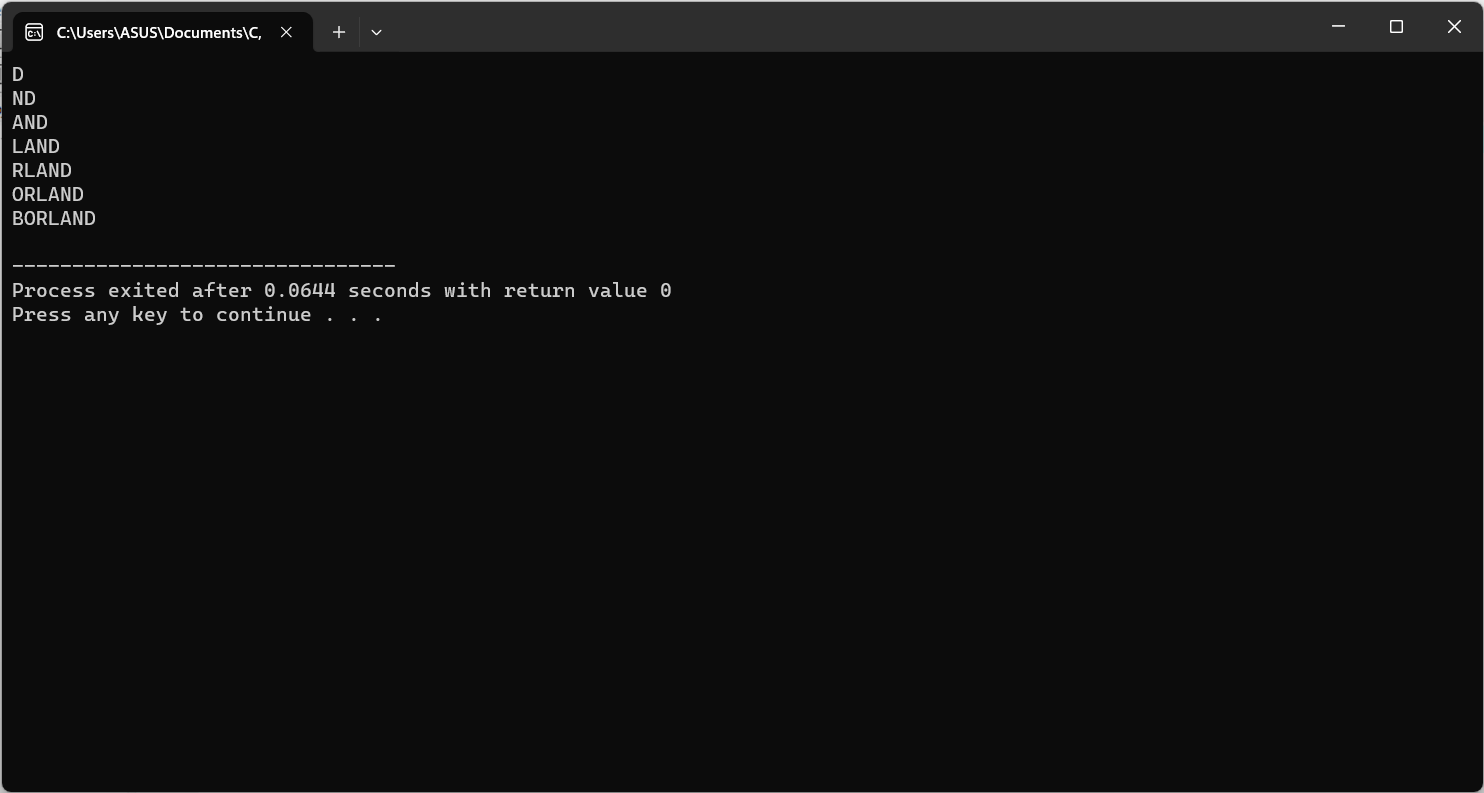 C:\Users\ASUS\Documents\C,
D
ND
AND
LAND
RLAND
ORLAND
BORLAND
--------------------------------
Process exited after 0.0644 seconds with return value 0
Press any key to continue . . .